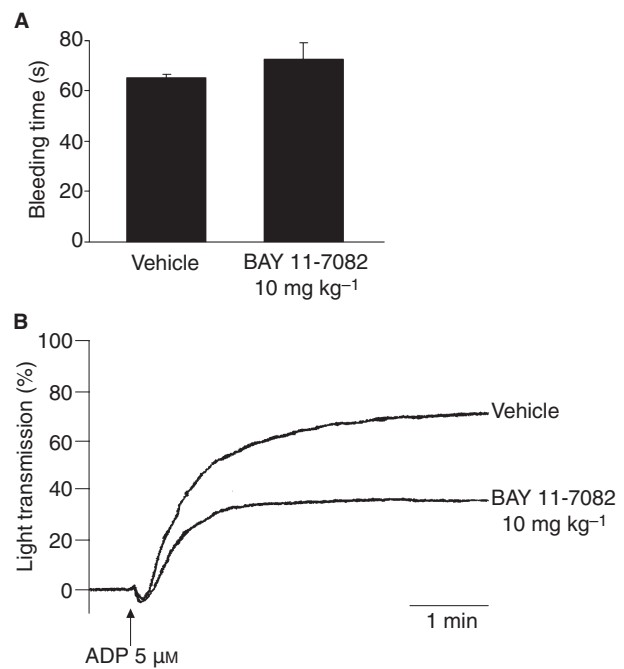 A
Bleeding time (s)
80
60
40
20
0
Vehicle
BAY 11-7082
10 mg kg⁻¹
B
Light transmission (%)
100
80
60
40
20
0
Vehicle
BAY 11-7082
10 mg kg⁻¹
1 min
ADP 5 μM